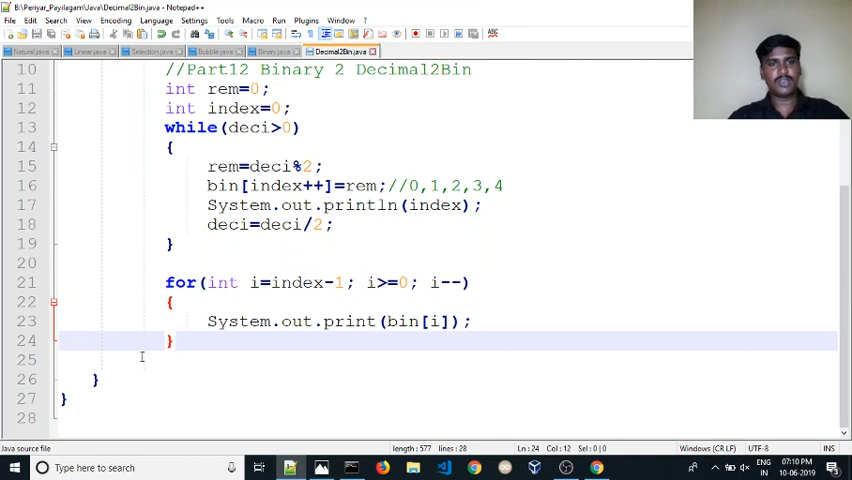 B:\Periyar_Payilagam\Java\Decimal2Bin.java - Notepad++
File Edit Search View Encoding Language Settings Tools Macro Run Plugins Window ?
Natural.java Linear.java Selection.java Bubble.java Binary.java Decimal2Bin.java
10 //Part12 Binary 2 Decimal2Bin
11 int rem=0;
12 int index=0;
13 while(deci>0)
14 {
15 rem=deci%2;
16 bin[index++]=rem;//0,1,2,3,4
17 System.out.println(index);
18 deci=deci/2;
19 }
20
21 for(int i=index-1; i>=0; i--)
22 {
23 System.out.print(bin[i]);
24 }
25
26 }
27 }
28
Java source file length : 577 lines : 28 Ln : 24 Col : 12 Sel : 0 | 0 Windows (CR LF) UTF-8 INS
Type here to search
ENG
IN
07:10 PM
10-06-2019